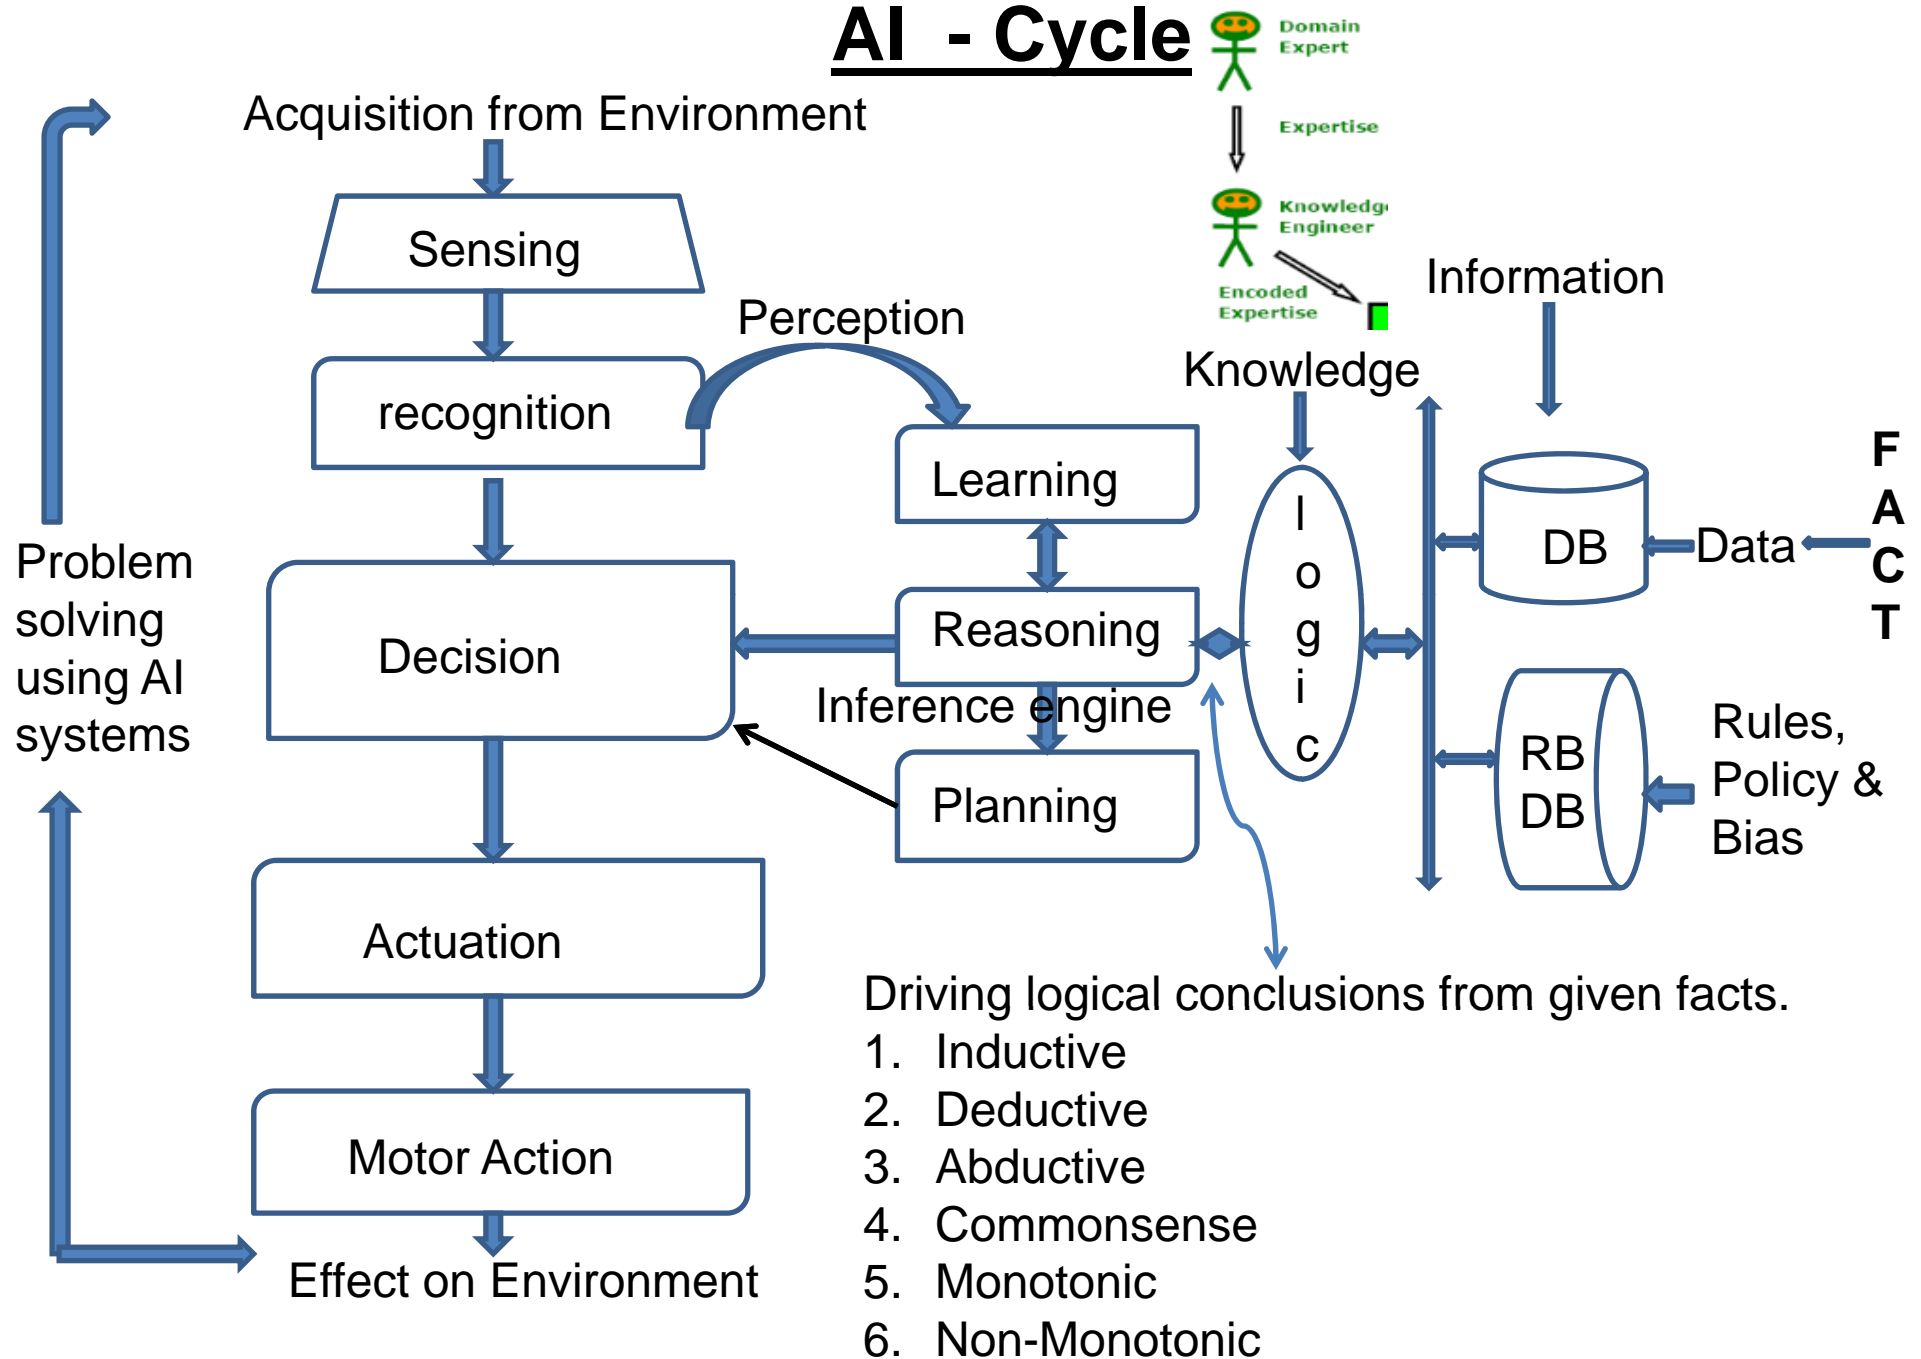 AI - Cycle
Domain
Expert
Expertise
Knowledge
Engineer
Encoded
Expertise
Acquisition from Environment
Sensing
recognition
Perception
Decision
Actuation
Motor Action
Effect on Environment
Problem
solving
using AI
systems
Learning
Reasoning
Inference engine
Planning
Knowledge
logic
Information
DB
Data
FACT
RB
DB
Rules,
Policy &
Bias
Driving logical conclusions from given facts.
1. Inductive
2. Deductive
3. Abductive
4. Commonsense
5. Monotonic
6. Non-Monotonic